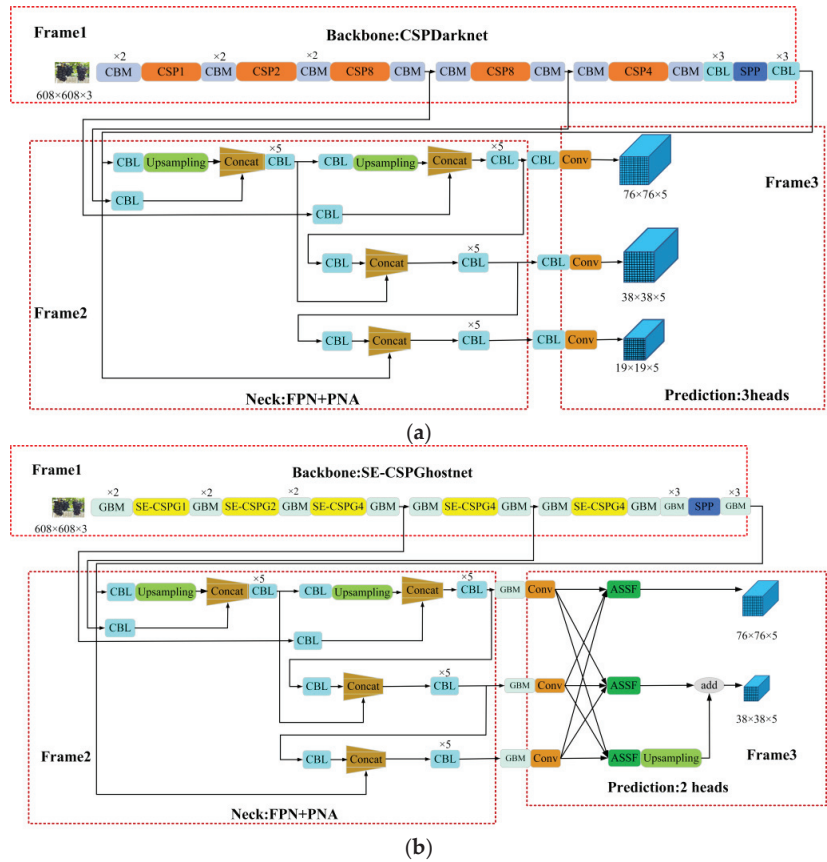 Frame1
Backbone:CSPDarknet
×2 ×2 ×2 ×3 ×3
CBM CSP1 CBM CSP2 CBM CSP8 CBM CBM CSP8 CBM CBM CSP4 CBM CBL SPP CBL
608×608×3
×5 ×5
CBL Upsampling Concat CBL CBL Upsampling Concat CBL CBL Conv
Frame3
76×76×5
CBL CBL
×5
CBL Concat CBL CBL Conv
38×38×5
Frame2
×5
CBL Concat CBL CBL Conv
19×19×5
Neck:FPN+PNA
Prediction:3heads
(a)
Frame1
Backbone:SE-CSPGhostnet
×2 ×2 ×2 ×3 ×3
GBM SE-CSPG1 GBM SE-CSPG2 GBM SE-CSPG4 GBM GBM SE-CSPG4 GBM GBM SE-CSPG4 GBM GBM SPP GBM
608×608×3
×5 ×5
CBL Upsampling Concat CBL CBL Upsampling Concat CBL GBM Conv ASSF
76×76×5
CBL CBL
×5
CBL Concat CBL GBM Conv ASSF add
38×38×5
Frame2
×5
CBL Concat CBL GBM Conv ASSF Upsampling
Frame3
Prediction:2 heads
Neck:FPN+PNA
(b)